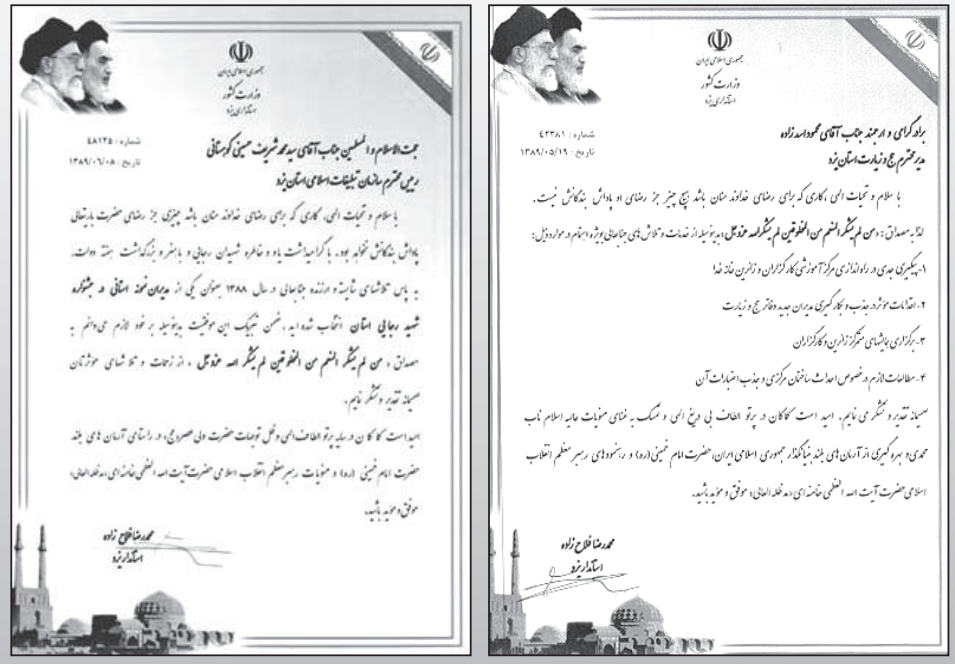 جمهوری اسلامی ایران
وزارت کشور
استانداری یزد
شماره : ۴۲۳۸۱
تاریخ : ۱۳۸۹/۰۵/۱۹
برادر گرامی و ارجمند جناب آقای محمود اسدزاده
مدیر محترم حج و زیارت استان یزد
با سلام و تحیات الهی ، کاری که برای رضای خداوند منان باشد هیچ چیز جز رضای او پاداش بندگانش نیست.
لذا به مصداق : «من لم یشکر المنعم من المخلوقین لم یشکر الله عزوجل» بدینوسیله از خدمات و تلاش های جنابعالی بویژه اهتمام در موارد ذیل :
۱- پیگیری جدی در راه اندازی مرکز آموزشی کارگزاران و زائرین خانه خدا
۲- اقدامات موثر در جذب و بکارگیری مدیران جدید دفاتر حج و زیارت
۳- برگزاری همایشهای متمرکز زائرین و کارگزاران
۴- مطالعات لازم در خصوص احداث ساختمان مرکزی و جذب اعتبارات آن
صمیمانه تقدیر و تشکر می نمایم. امید است کماکان در پرتو الطاف بی دریغ الهی و تمسک به غنای منویات عالیه اسلام ناب
محمدی و بهره گیری از آرمان های بلند بنیانگذار جمهوری اسلامی ایران، حضرت امام خمینی (ره) و رهنمودهای رهبر معظم انقلاب
اسلامی حضرت آیت الله العظمی خامنه ای «مدظله العالی» موفق و مؤید باشید.
محمدرضا فلاح زاده
استاندار یزد
جمهوری اسلامی ایران
وزارت کشور
استانداری یزد
شماره : ۴۸۱۲۵
تاریخ : ۱۳۸۹/۰۶/۰۸
حجت الاسلام و المسلمین جناب آقای سید محمد شریف حسینی کوهستانی
رئیس محترم سازمان تبلیغات اسلامی استان یزد
با سلام و تحیات الهی، کاری که برای رضای خداوند منان باشد چیزی جز رضای حضرت باریتعالی
پاداش بندگانش نخواهد بود. با گرامیداشت یاد و خاطره شهیدان رجایی و باهنر و بزرگداشت هفته دولت،
به پاس تلاشهای شایسته و ارزنده جنابعالی در سال ۱۳۸۸ بعنوان یکی از مدیران نمونه استانی در جشنواره
شهید رجایی استان انتخاب شده اید، ضمن تبریک این موفقیت بدینوسیله بر خود لازم می دانم به
مصداق «من لم یشکر المنعم من المخلوقین لم یشکر الله عزوجل» ، از زحمات و تلاشهای موثرتان
صمیمانه تقدیر و تشکر نمایم.
امید است کماکان در سایه پرتو الطاف الهی و ظل توجهات حضرت ولی عصر«عج»، در راستای آرمان های بلند
حضرت امام خمینی (ره) و منویات رهبر معظم انقلاب اسلامی حضرت آیت الله العظمی خامنه ای «مدظله العالی»
موفق و مؤید باشید.
محمدرضا فلاح زاده
استاندار یزد